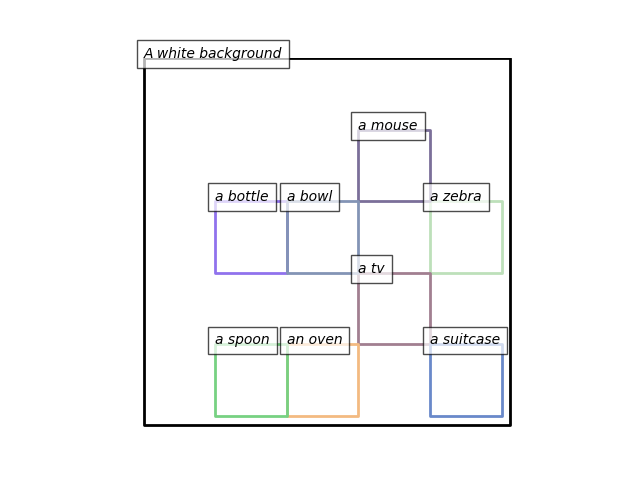 A white background
a mouse
a bottle
a bowl
a zebra
a tv
a spoon
an oven
a suitcase